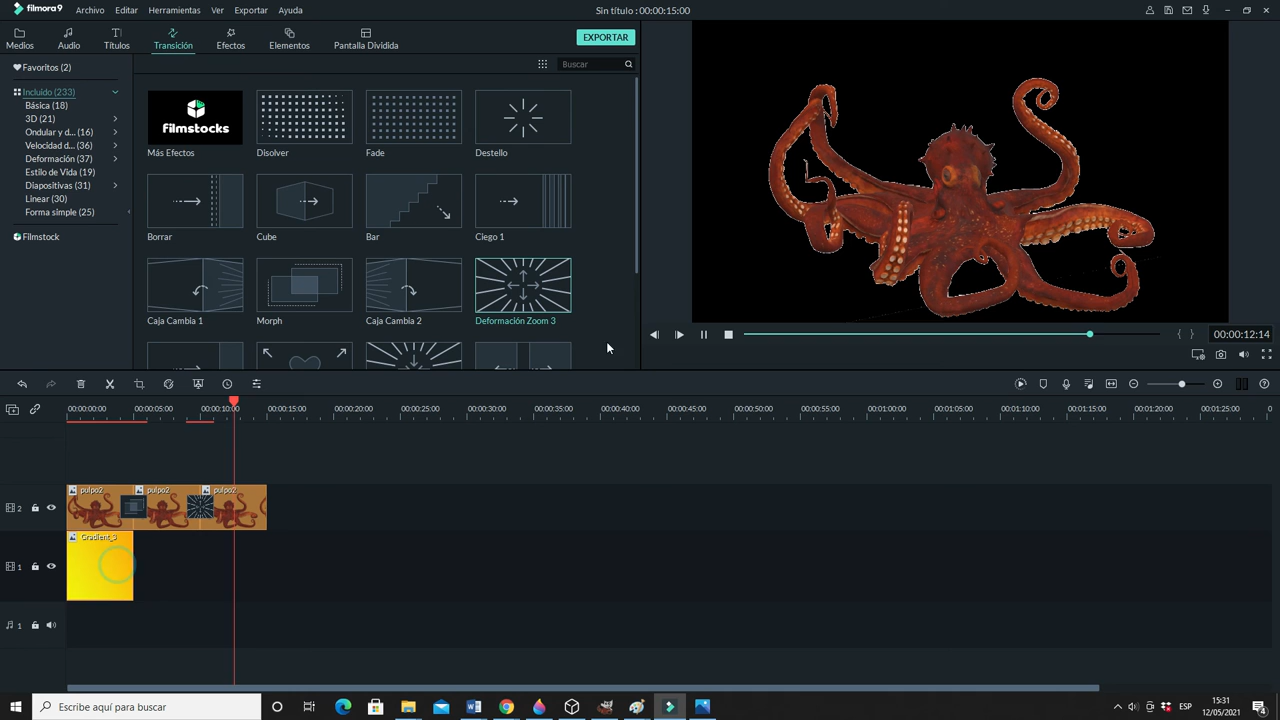 filmora9 Archivo Editar Herramientas Ver Exportar Ayuda Sin título : 00:00:15:00
Medios Audio Títulos Transición Efectos Elementos Pantalla Dividida EXPORTAR
Favoritos (2)
Buscar
Incluido (233)
Básica (18)
3D (21)
Ondular y d... (16)
Velocidad d... (36)
Deformación (37)
Estilo de Vida (19)
Diapositivas (31)
Linear (30)
Forma simple (25)
Filmstock
filmstocks
Más Efectos Disolver Fade Destello
Borrar Cube Bar Ciego 1
Caja Cambia 1 Morph Caja Cambia 2 Deformación Zoom 3
00:00:12:14
00:00:00:00 00:00:05:00 00:00:10:00 00:00:15:00 00:00:20:00 00:00:25:00 00:00:30:00 00:00:35:00 00:00:40:00 00:00:45:00 00:00:50:00 00:00:55:00 00:01:00:00 00:01:05:00 00:01:10:00 00:01:15:00 00:01:20:00 00:01:25:00 0
2 pulpo2 pulpo2 pulpo2
Gradient_3
1
1
Escribe aquí para buscar
ESP
15:31
12/05/2021
4